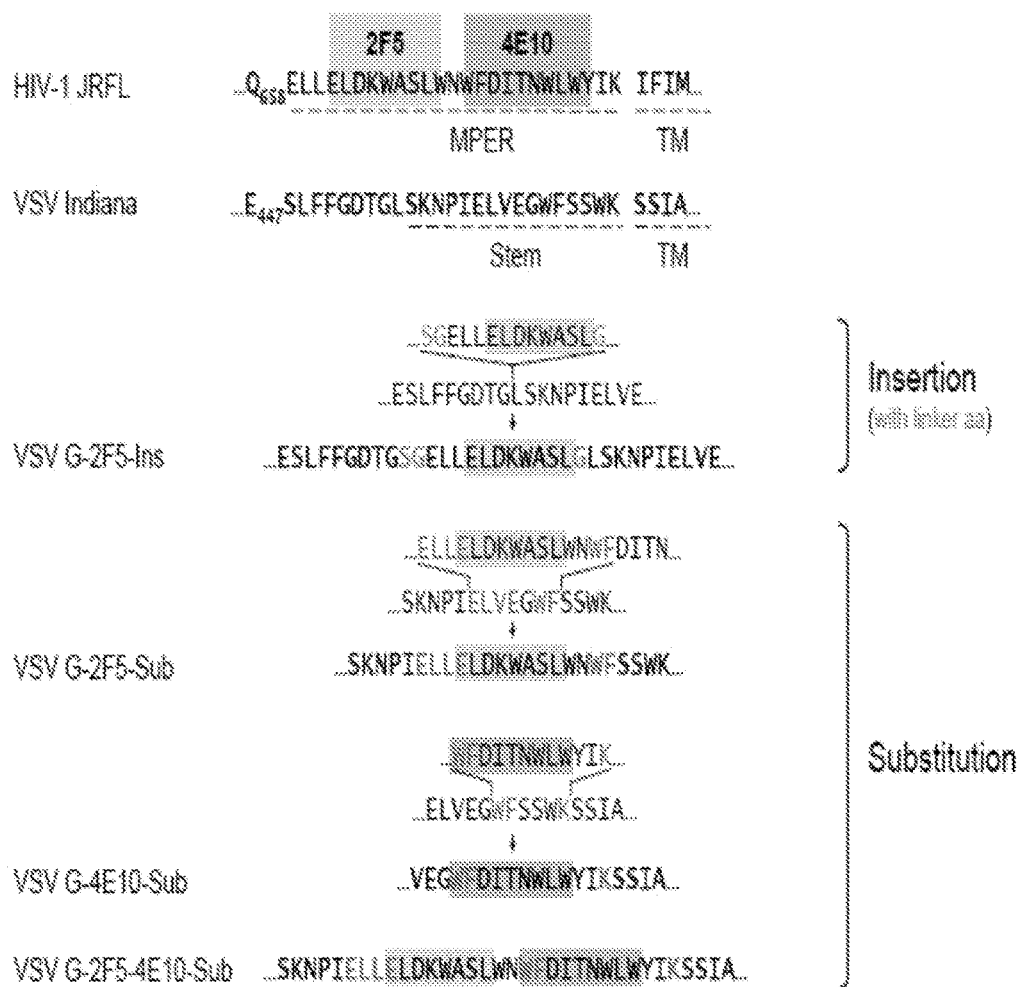 2F5 4E10
HIV-1 JRFL ...Q658ELLELDKWASLWNWFDITNWLWYIK IFIM...
MPER TM
VSV Indiana ...E447SLFFGDTGLSKNPIELVEGWFSSWK SSIA...
Stem TM
...SGELLELDKWASLG...
...ESLFFGDTGLSKNPIELVE...
Insertion
(with linker aa)
VSV G-2F5-Ins ...ESLFFGDTGSGELLELDKWASLGLSKNPIELVE...
...ELLELDKWASLWNWFDITN...
...SKNPIELVEGWFSSWK...
VSV G-2F5-Sub ...SKNPIELLELDKWASLWNWFSSWK...
Substitution
...WFDITNWLWYIK...
...ELVEGWFSSWKSSIA...
VSV G-4E10-Sub ...VEGWFDITNWLWYIKSSIA...
VSV G-2F5-4E10-Sub ...SKNPIELLELDKWASLWNWFDITNWLWYIKSSIA...